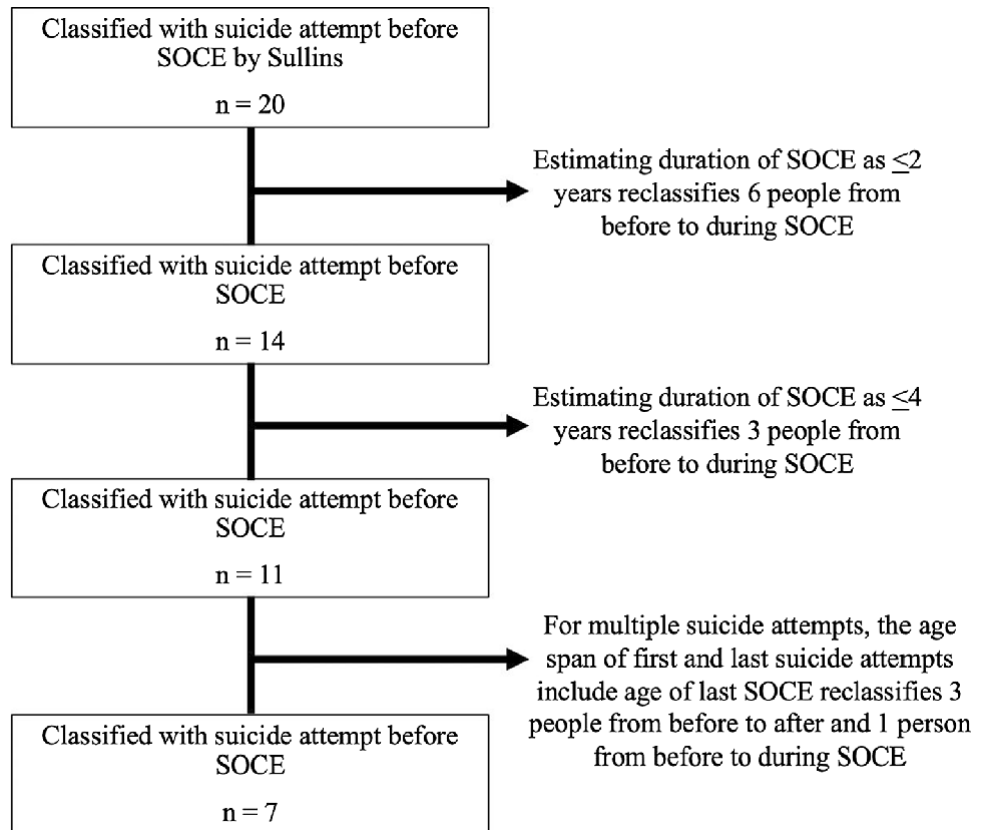 Classified with suicide attempt before
SOCE by Sullins
n = 20
Estimating duration of SOCE as ≤2
years reclassifies 6 people from
before to during SOCE
Classified with suicide attempt before
SOCE
n = 14
Estimating duration of SOCE as ≤4
years reclassifies 3 people from
before to during SOCE
Classified with suicide attempt before
SOCE
n = 11
For multiple suicide attempts, the age
span of first and last suicide attempts
include age of last SOCE reclassifies 3
people from before to after and 1 person
from before to during SOCE
Classified with suicide attempt before
SOCE
n = 7